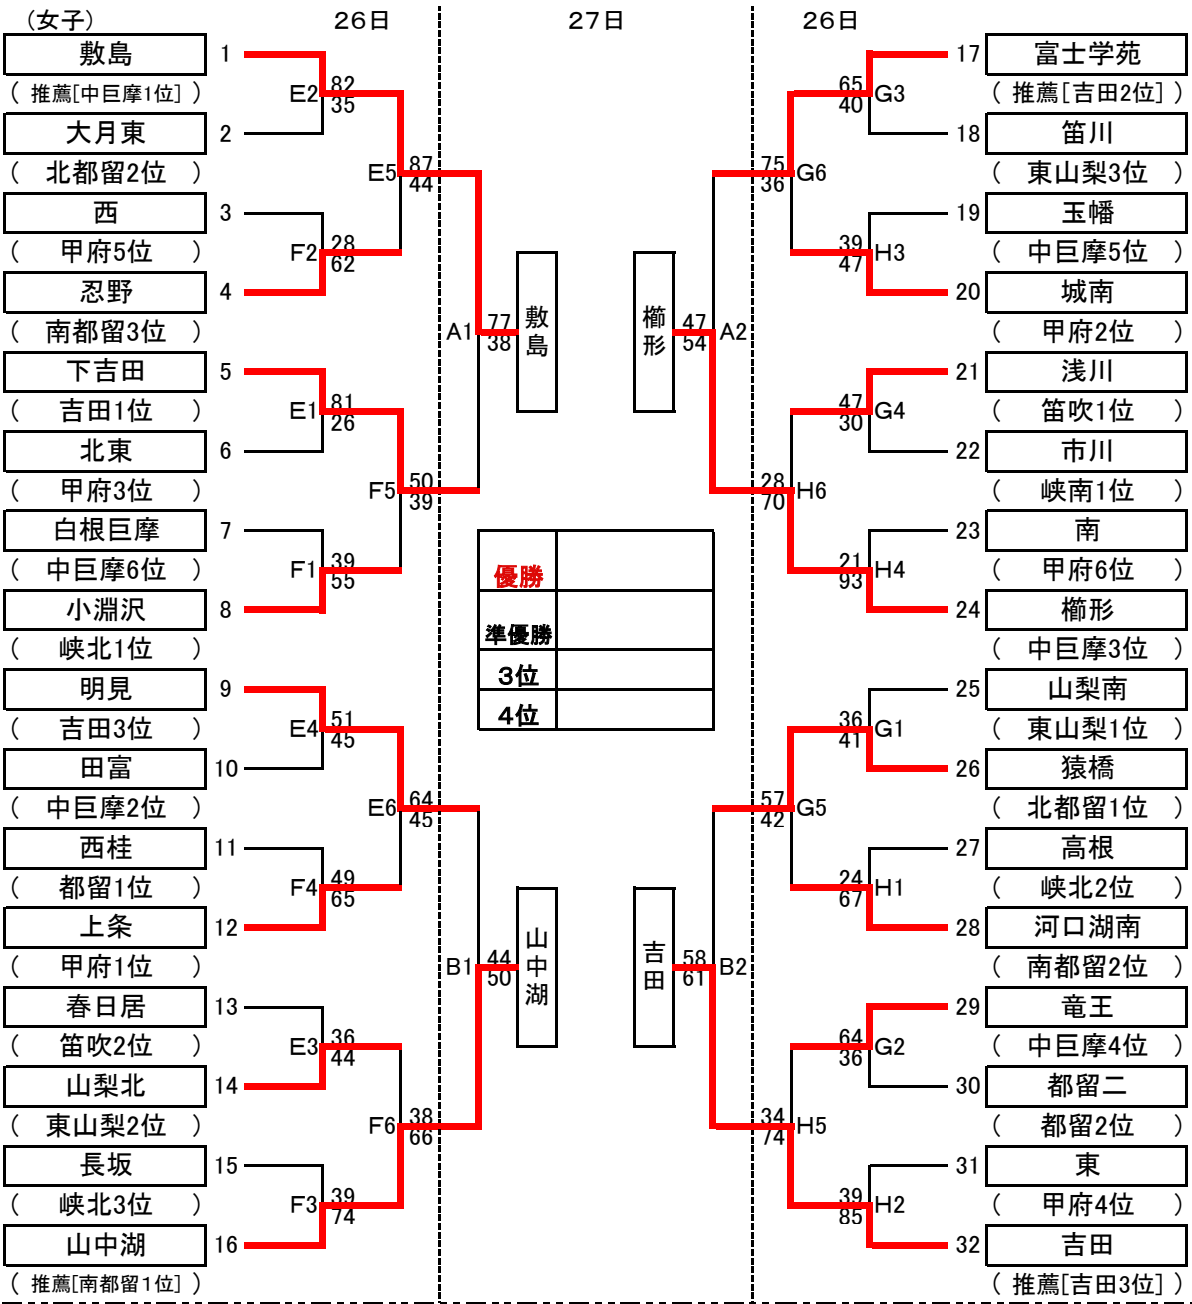 （女子）
26日
27日
26日
敷島
1
（ 推薦[中巨摩1位] ）
E2
82
35
大月東
2
（ 北都留2位 ）
E5
87
44
西
3
（ 甲府5位 ）
F2
28
62
忍野
4
（ 南都留3位 ）
A1
77
38
敷島
下吉田
5
（ 吉田1位 ）
E1
81
26
北東
6
（ 甲府3位 ）
F5
50
39
白根巨摩
7
（ 中巨摩6位 ）
F1
39
55
小淵沢
8
（ 峡北1位 ）
明見
9
（ 吉田3位 ）
E4
51
45
田富
10
（ 中巨摩2位 ）
E6
64
45
西桂
11
（ 都留1位 ）
F4
49
65
上条
12
（ 甲府1位 ）
B1
44
50
山中湖
春日居
13
（ 笛吹2位 ）
E3
36
44
山梨北
14
（ 東山梨2位 ）
F6
38
66
長坂
15
（ 峡北3位 ）
F3
39
74
山中湖
16
（ 推薦[南都留1位] ）
優勝
準優勝
3位
4位
17
富士学苑
65
40
G3
（ 推薦[吉田2位] ）
18
笛川
75
36
G6
（ 東山梨3位 ）
19
玉幡
39
47
H3
（ 中巨摩5位 ）
20
城南
櫛形
47
54
A2
（ 甲府2位 ）
21
浅川
47
30
G4
（ 笛吹1位 ）
22
市川
28
70
H6
（ 峡南1位 ）
23
南
21
93
H4
（ 甲府6位 ）
24
櫛形
（ 中巨摩3位 ）
25
山梨南
36
41
G1
（ 東山梨1位 ）
26
猿橋
57
42
G5
（ 北都留1位 ）
27
高根
24
67
H1
（ 峡北2位 ）
28
河口湖南
吉田
58
61
B2
（ 南都留2位 ）
29
竜王
64
36
G2
（ 中巨摩4位 ）
30
都留二
34
74
H5
（ 都留2位 ）
31
東
39
85
H2
（ 甲府4位 ）
32
吉田
（ 推薦[吉田3位] ）